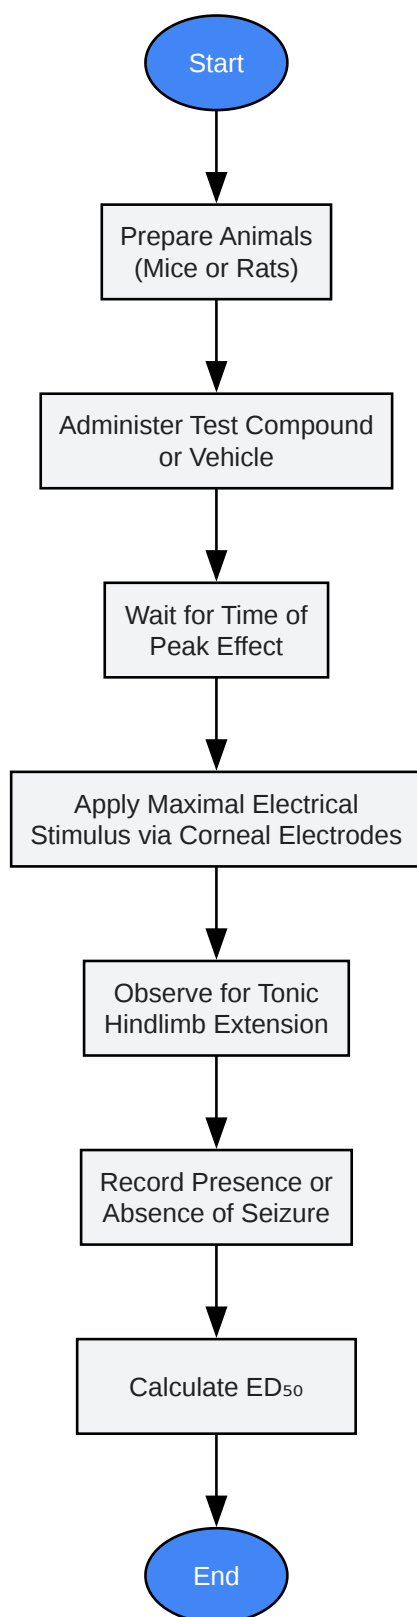 Start
Prepare Animals
(Mice or Rats)
Administer Test Compound
or Vehicle
Wait for Time of
Peak Effect
Apply Maximal Electrical
Stimulus via Corneal Electrodes
Observe for Tonic
Hindlimb Extension
Record Presence or
Absence of Seizure
Calculate ED₅₀
End